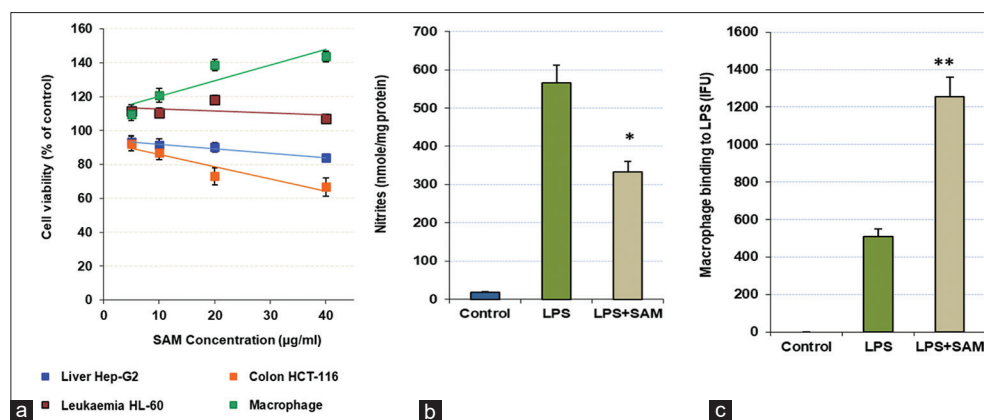 160
140
120
100
80
60
40
20
0
Cell viability (% of control)
0 10 20 30 40
SAM Concentration (µg/ml)
Liver Hep-G2
Colon HCT-116
Leukaemia HL-60
Macrophage
a
700
600
500
400
300
200
100
0
Nitrites (nmole/mg protein)
*
Control LPS LPS+SAM
b
1600
1400
1200
1000
800
600
400
200
0
Macrophage binding to LPS (IFU)
**
Control LPS LPS+SAM
c